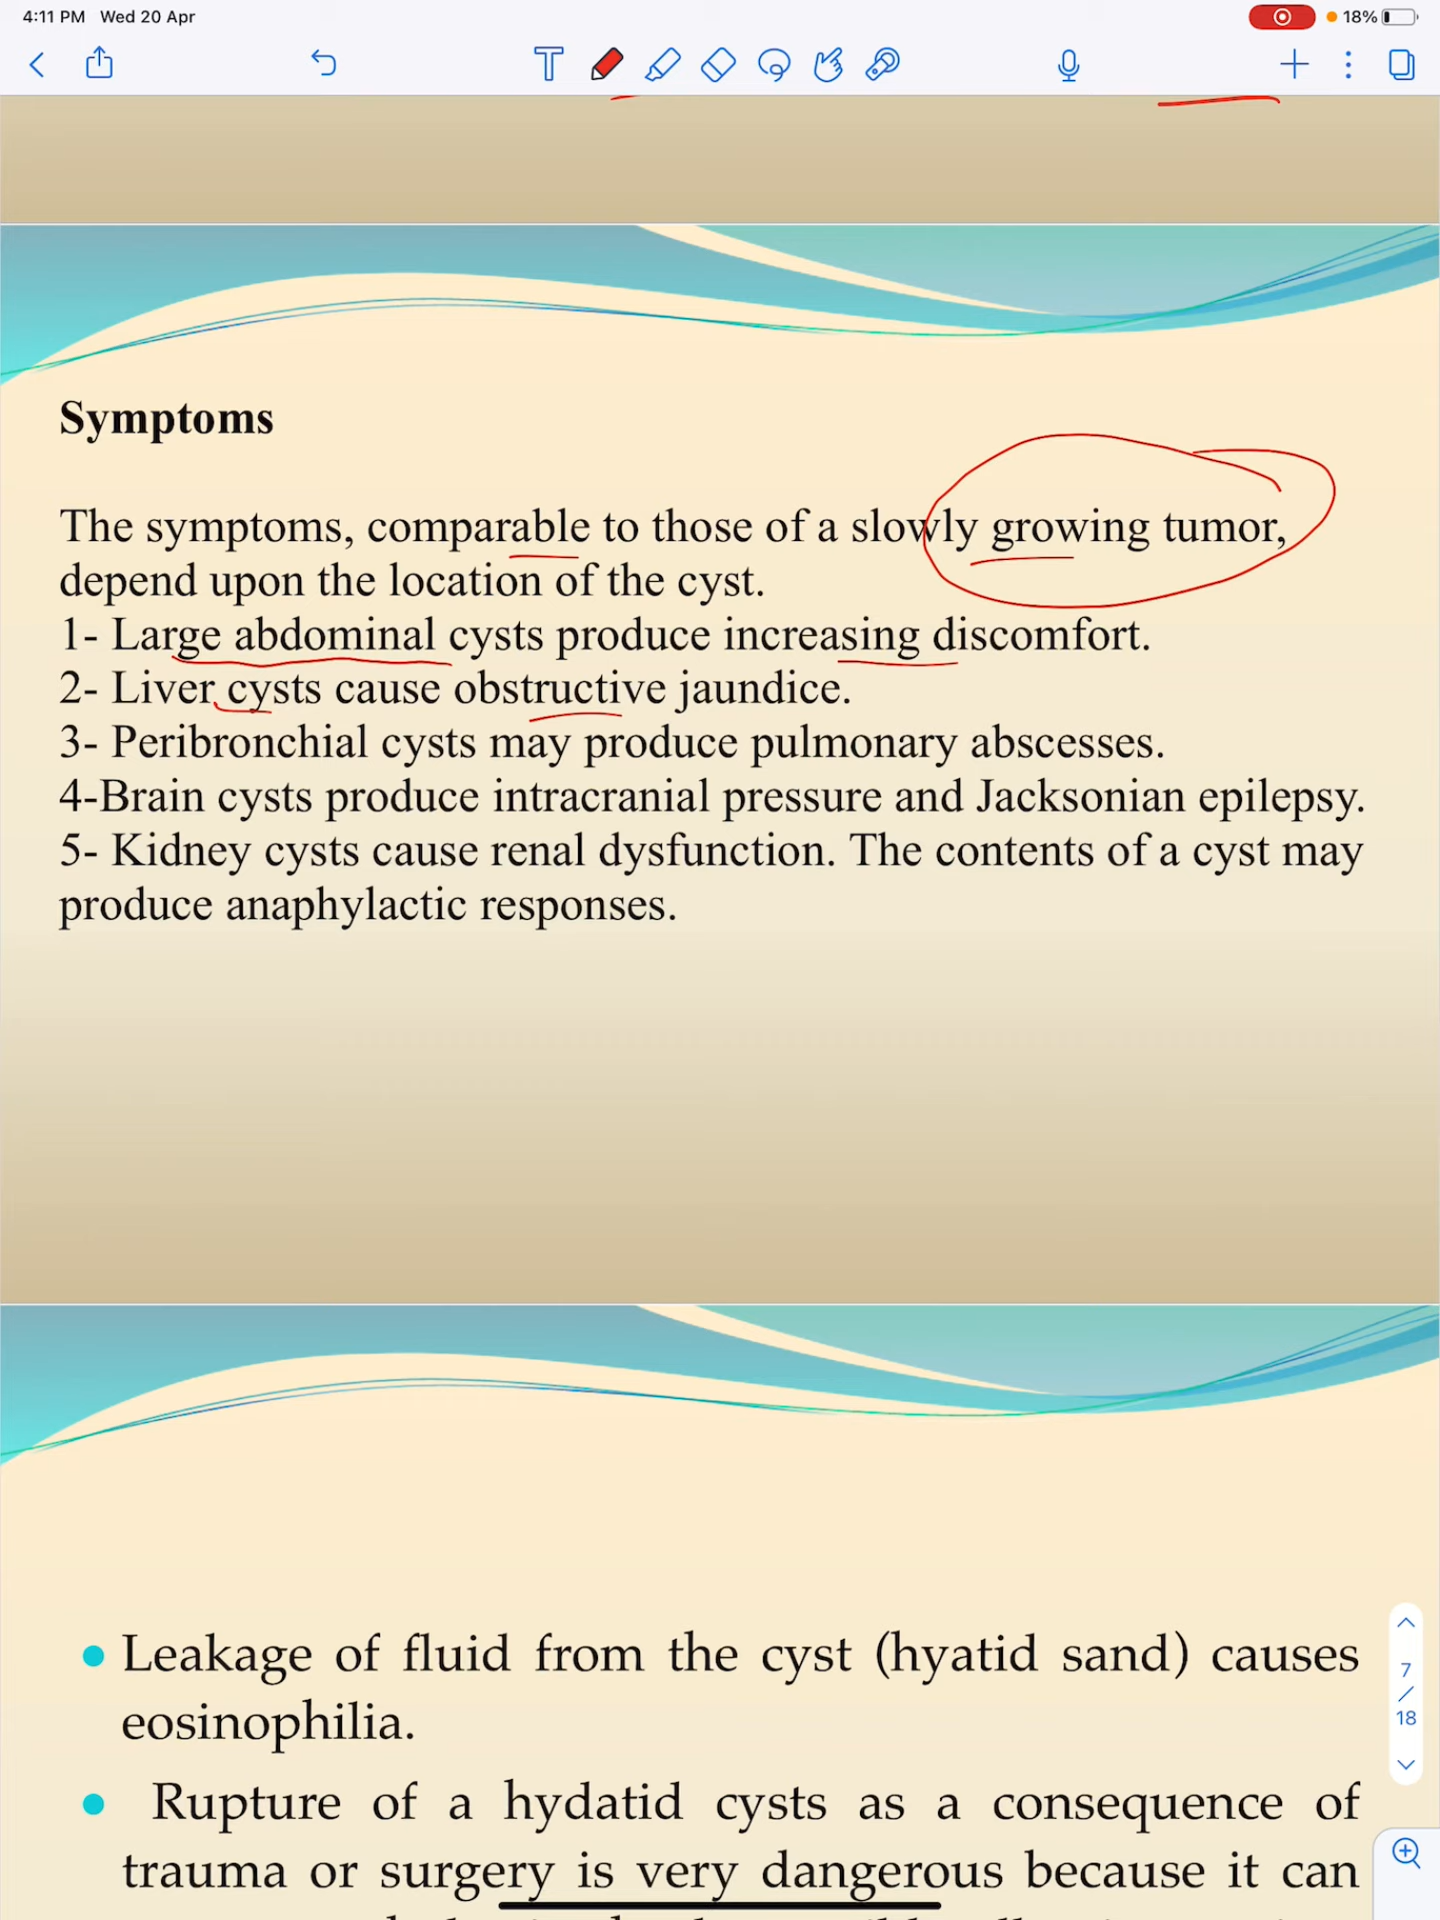 4:11 PM Wed 20 Apr
18%
Symptoms
The symptoms, comparable to those of a slowly growing tumor,
depend upon the location of the cyst.
1- Large abdominal cysts produce increasing discomfort.
2- Liver cysts cause obstructive jaundice.
3- Peribronchial cysts may produce pulmonary abscesses.
4-Brain cysts produce intracranial pressure and Jacksonian epilepsy.
5- Kidney cysts cause renal dysfunction. The contents of a cyst may
produce anaphylactic responses.
• Leakage of fluid from the cyst (hyatid sand) causes
eosinophilia.
• Rupture of a hydatid cysts as a consequence of
trauma or surgery is very dangerous because it can
7
/
18